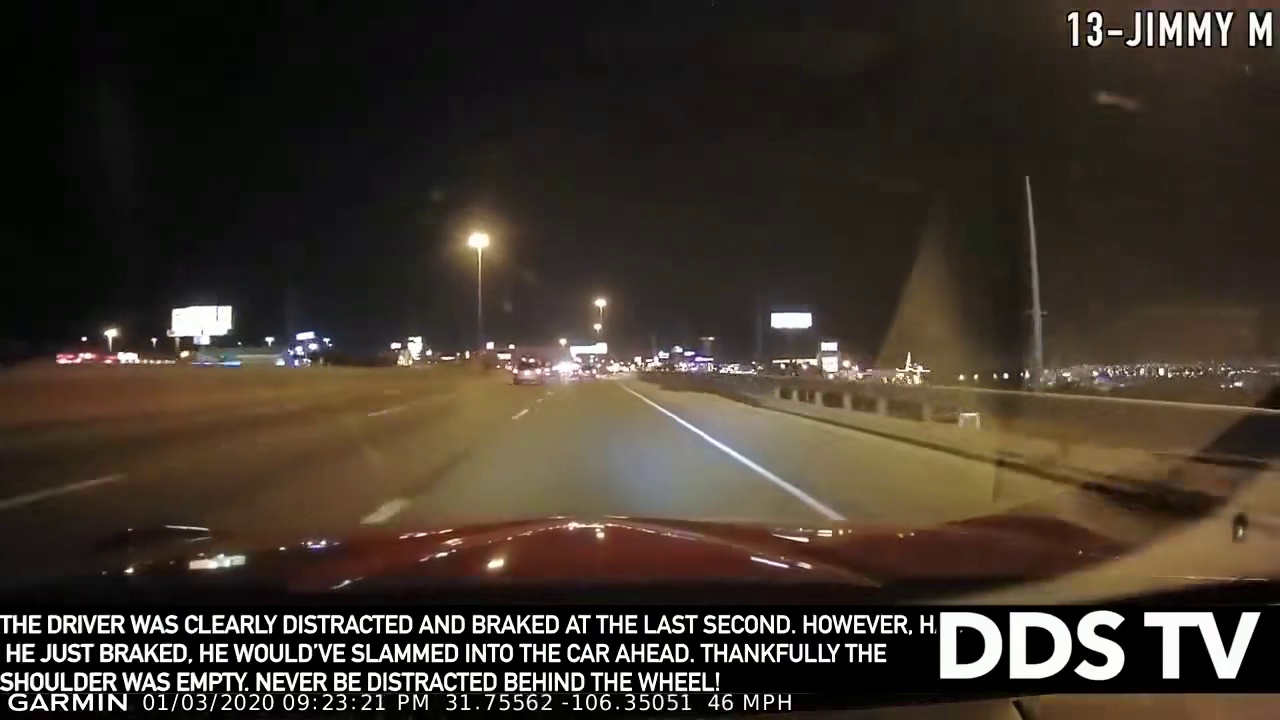 13-JIMMY M
THE DRIVER WAS CLEARLY DISTRACTED AND BRAKED AT THE LAST SECOND. HOWEVER, HA
HE JUST BRAKED, HE WOULD'VE SLAMMED INTO THE CAR AHEAD. THANKFULLY THE
SHOULDER WAS EMPTY. NEVER BE DISTRACTED BEHIND THE WHEEL!
DDS TV
GARMIN 01/03/2020 09:23:21 PM 31.75562 -106.35051 46 MPH